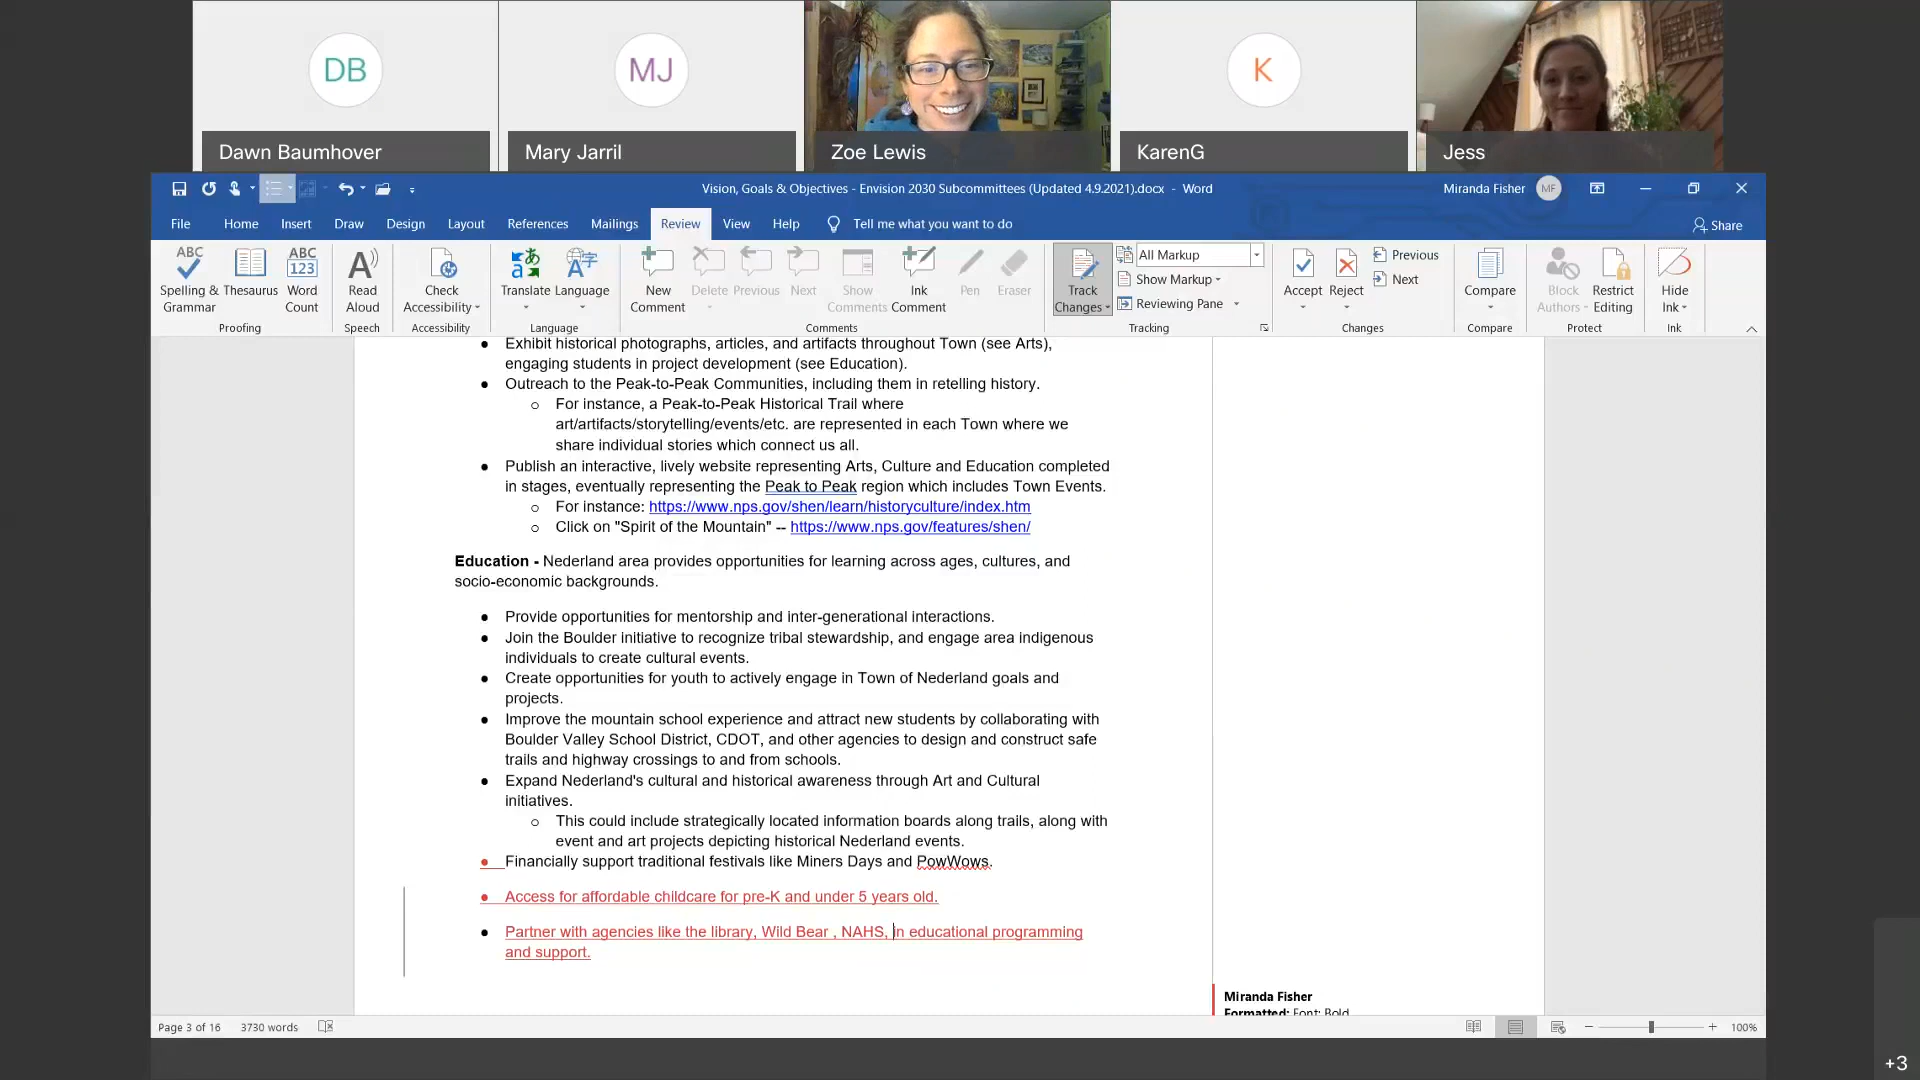 DB
MJ
K
Dawn Baumhover
Mary Jarril
Zoe Lewis
KarenG
Jess
Vision, Goals & Objectives - Envision 2030 Subcommittees (Updated 4.9.2021).docx - Word
Miranda Fisher
MF
File
Home
Insert
Draw
Design
Layout
References
Mailings
Review
View
Help
Tell me what you want to do
Share
ABC
Spelling &
Grammar
Thesaurus
ABC
123
Word
Count
Proofing
A
Read
Aloud
Speech
Check
Accessibility
Accessibility
Translate
Language
Language
New
Comment
Delete
Previous
Next
Show
Comments
Ink
Comment
Pen
Eraser
Comments
Track
Changes
All Markup
Show Markup
Reviewing Pane
Tracking
Accept
Reject
Previous
Next
Changes
Compare
Compare
Block
Authors
Restrict
Editing
Protect
Hide
Ink
Ink
● Exhibit historical photographs, articles, and artifacts throughout Town (see Arts),
engaging students in project development (see Education).
● Outreach to the Peak-to-Peak Communities, including them in retelling history.
o For instance, a Peak-to-Peak Historical Trail where
art/artifacts/storytelling/events/etc. are represented in each Town where we
share individual stories which connect us all.
● Publish an interactive, lively website representing Arts, Culture and Education completed
in stages, eventually representing the Peak to Peak region which includes Town Events.
o For instance: https://www.nps.gov/shen/learn/historyculture/index.htm
o Click on "Spirit of the Mountain" -- https://www.nps.gov/features/shen/
Education - Nederland area provides opportunities for learning across ages, cultures, and
socio-economic backgrounds.
● Provide opportunities for mentorship and inter-generational interactions.
● Join the Boulder initiative to recognize tribal stewardship, and engage area indigenous
individuals to create cultural events.
● Create opportunities for youth to actively engage in Town of Nederland goals and
projects.
● Improve the mountain school experience and attract new students by collaborating with
Boulder Valley School District, CDOT, and other agencies to design and construct safe
trails and highway crossings to and from schools.
● Expand Nederland's cultural and historical awareness through Art and Cultural
initiatives.
o This could include strategically located information boards along trails, along with
event and art projects depicting historical Nederland events.
● Financially support traditional festivals like Miners Days and PowWows.
● Access for affordable childcare for pre-K and under 5 years old.
● Partner with agencies like the library, Wild Bear , NAHS, in educational programming
and support.
Miranda Fisher
Formatted: Font: Bold
Page 3 of 16
3730 words
100%
+3